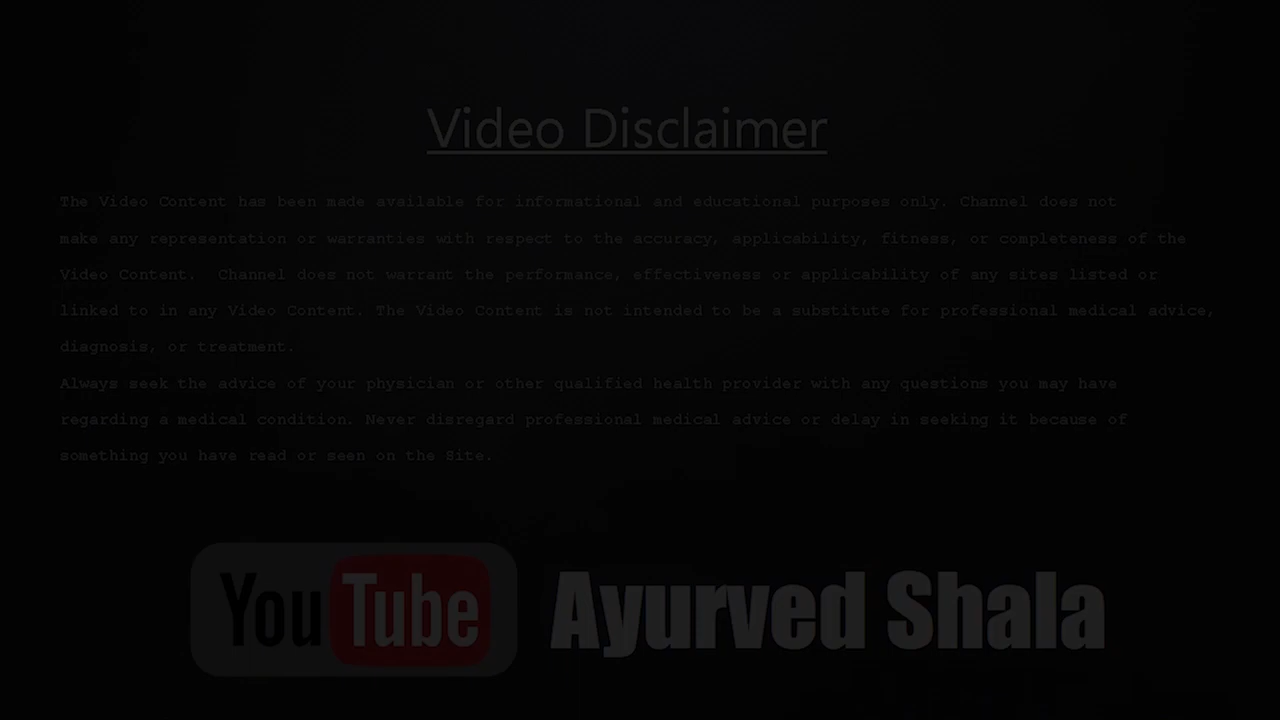 Video Disclaimer
The Video Content has been made available for informational and educational purposes only. Channel does not
make any representation or warranties with respect to the accuracy, applicability, fitness, or completeness of the
Video Content.  Channel does not warrant the performance, effectiveness or applicability of any sites listed or
linked to in any Video Content. The Video Content is not intended to be a substitute for professional medical advice,
diagnosis, or treatment.
Always seek the advice of your physician or other qualified health provider with any questions you may have
regarding a medical condition. Never disregard professional medical advice or delay in seeking it because of
something you have read or seen on the Site.
YouTube Ayurved Shala